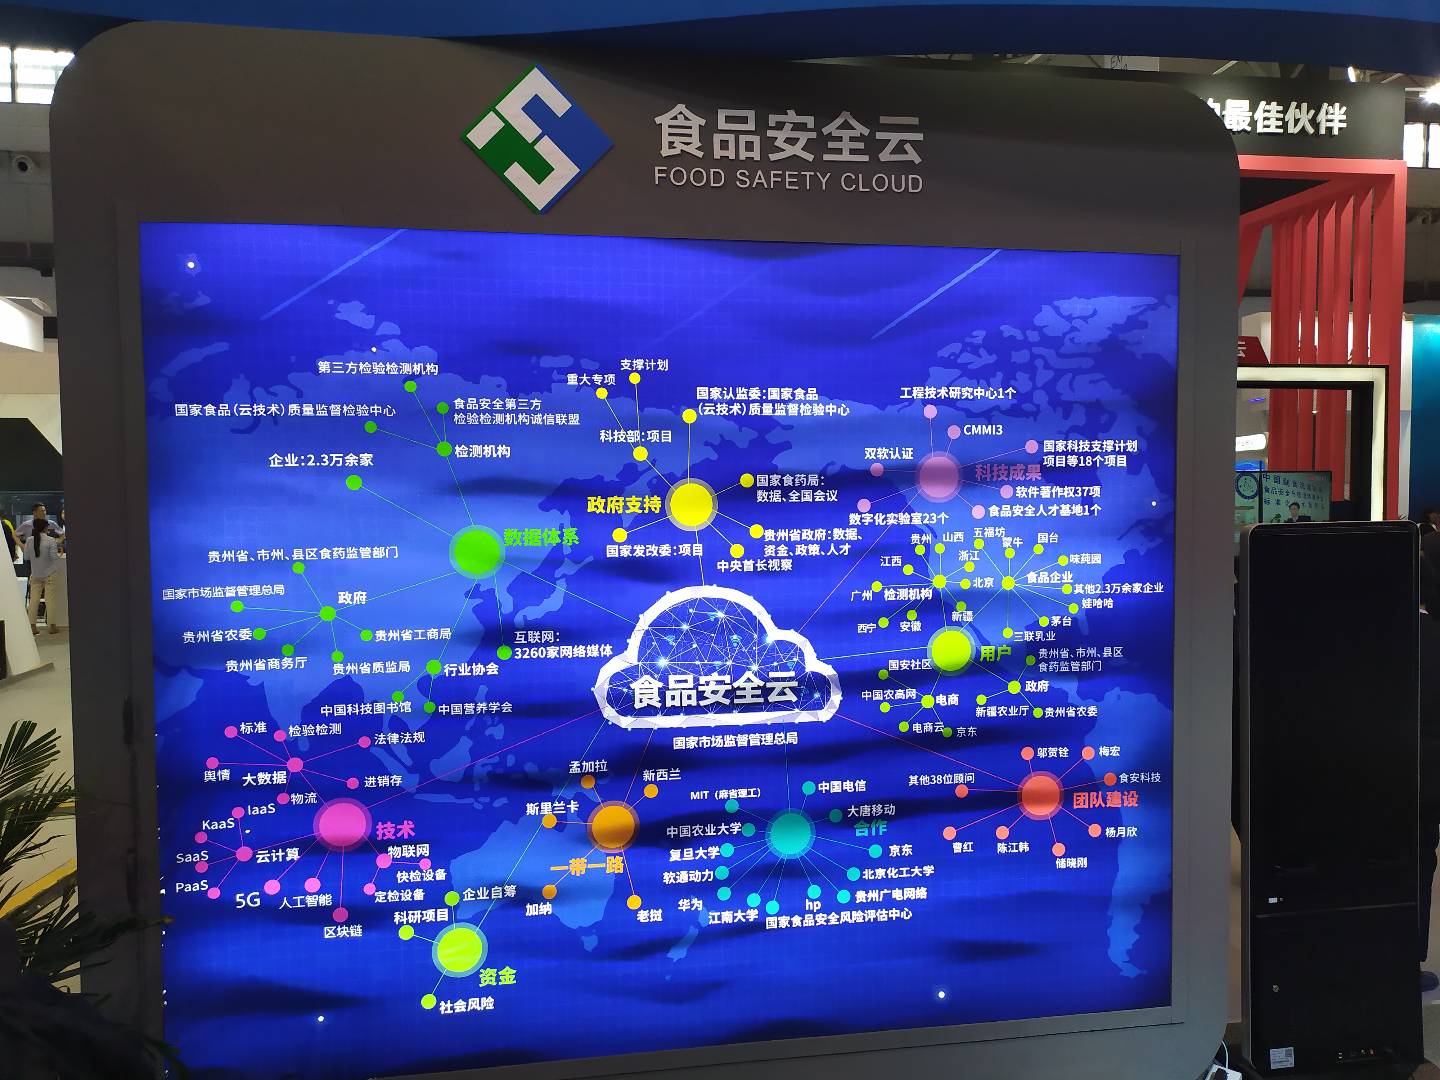 食品安全云
FOOD SAFETY CLOUD
最佳伙伴
第三方检验检测机构
国家食品(云技术)质量监督检验中心
食品安全第三方
检验检测机构诚信联盟
检测机构
企业:2.3万余家
数据体系
贵州省、市州、县区食药监管部门
国家市场监督管理总局
政府
贵州省农委
贵州省工商局
贵州省商务厅
贵州省质监局
行业协会
中国科技图书馆
中国营养学会
互联网:
3260家网络媒体
支撑计划
重大专项
科技部:项目
国家认监委:国家食品
(云技术)质量监督检验中心
政府支持
国家食药局:
数据、全国会议
国家发改委:项目
贵州省政府:数据、
资金、政策、人才
中央首长视察
工程技术研究中心1个
CMMI3
双软认证
国家科技支撑计划
项目等18个项目
科技成果
软件著作权37项
数字化实验室23个
食品安全人才基地1个
贵州
山西
五福坊
蒙牛
国台
江西
浙江
味莼园
北京
食品企业
广州
检测机构
其他2.3万余家企业
娃哈哈
西宁
安徽
新疆
茅台
三联乳业
用户
贵州省、市州、县区
食药监管部门
国安社区
政府
中国农高网
电商
新疆农业厅
贵州省农委
电商云
京东
食品安全云
国家市场监督管理总局
标准
检验检测
法律法规
舆情
大数据
进销存
物流
IaaS
KaaS
技术
SaaS
云计算
物联网
快检设备
PaaS
5G
人工智能
定检设备
区块链
企业自筹
科研项目
资金
社会风险
孟加拉
新西兰
斯里兰卡
一带一路
加纳
老挝
MIT(麻省理工)
中国电信
大唐移动
中国农业大学
合作
复旦大学
京东
软通动力
北京化工大学
华为
hp
贵州广电网络
江南大学
国家食品安全风险评估中心
邬贺铨
梅宏
其他38位顾问
食安科技
团队建设
曹红
陈江韩
杨月欣
储晓刚